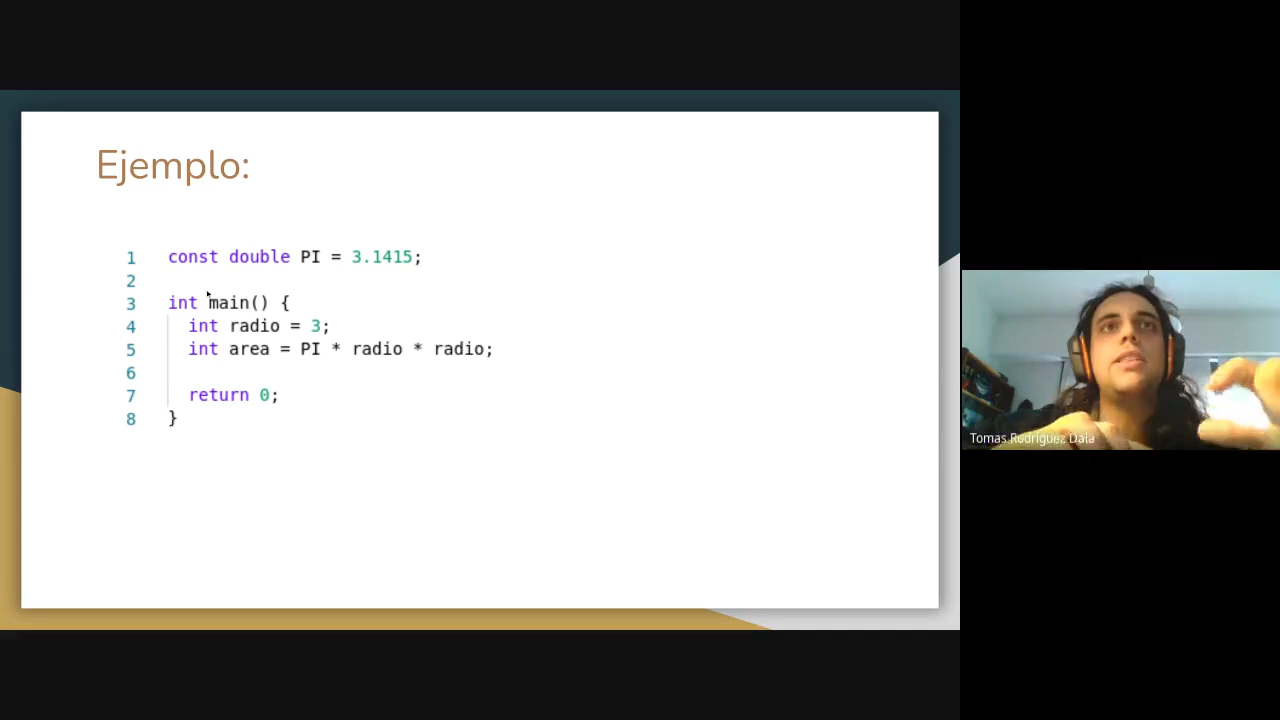 Ejemplo:
1 const double PI = 3.1415;
2
3 int main() {
4 int radio = 3;
5 int area = PI * radio * radio;
6
7 return 0;
8 }
Tomas Rodriguez Dala